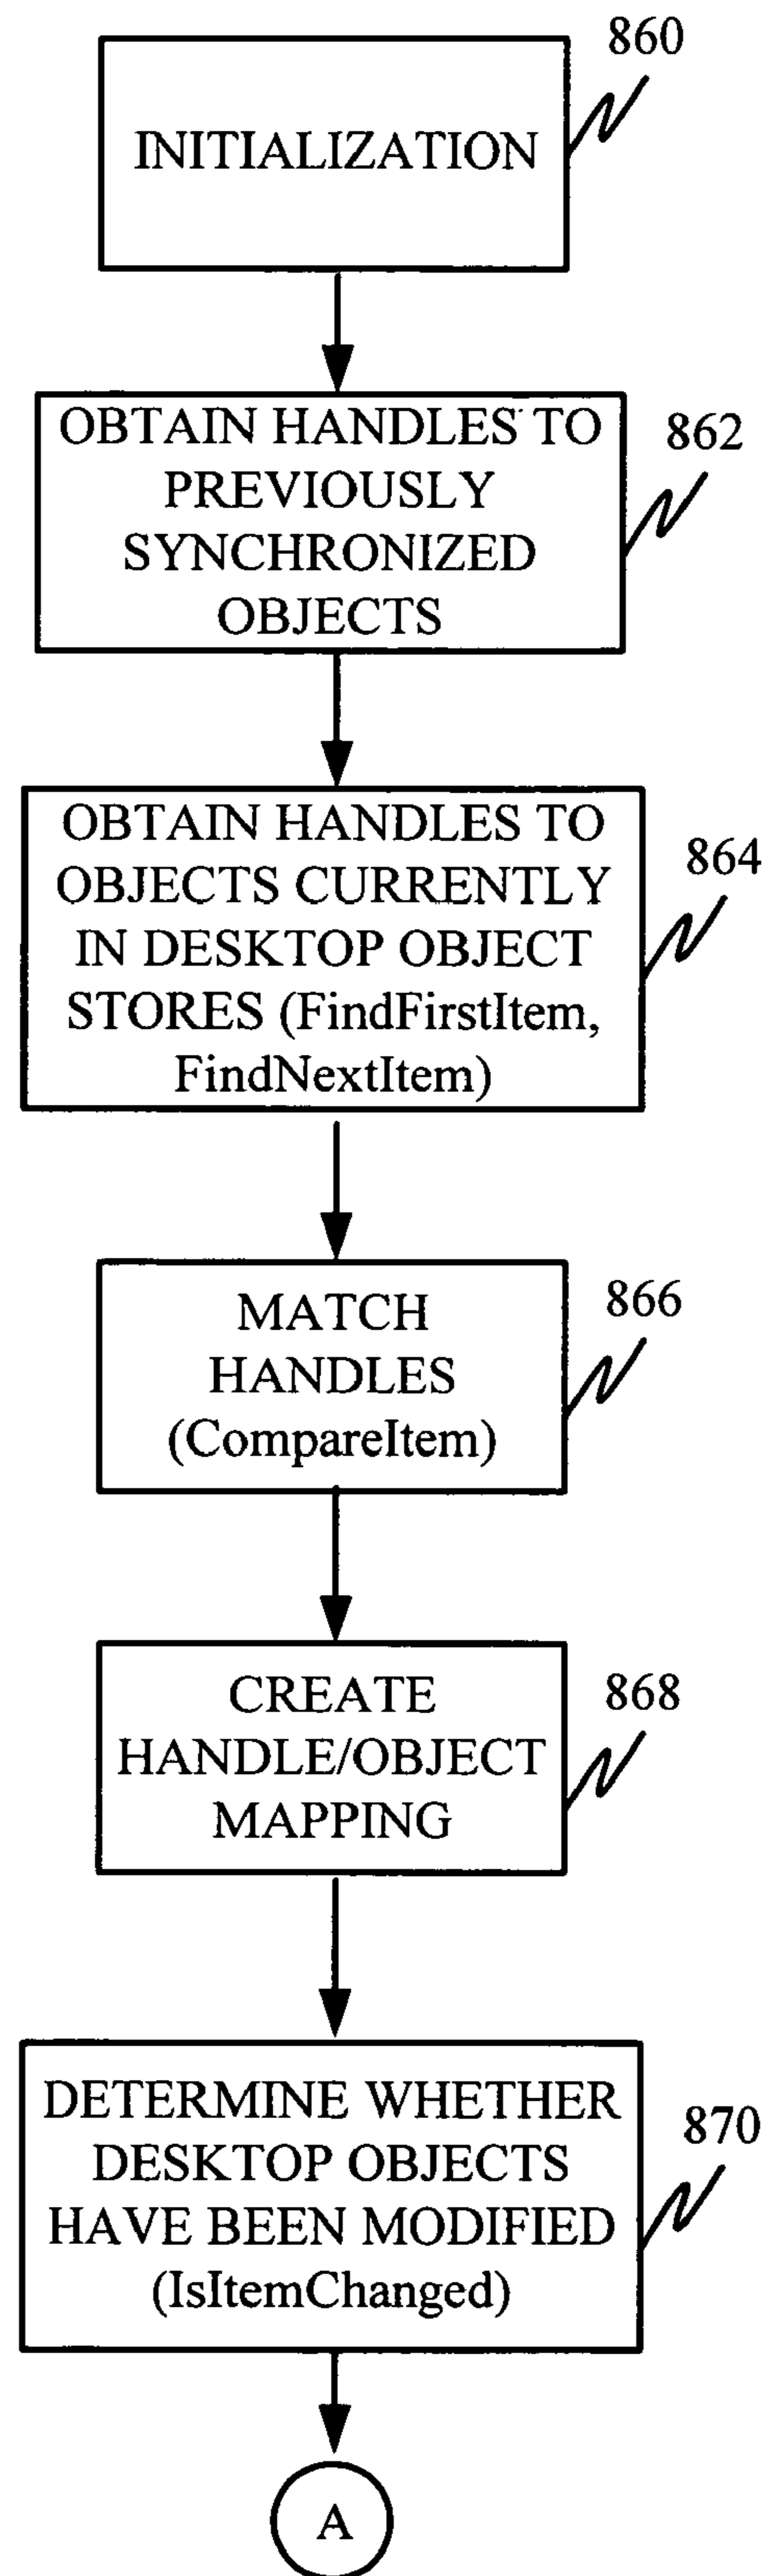 860
INITIALIZATION
862
OBTAIN HANDLES TO
PREVIOUSLY
SYNCHRONIZED
OBJECTS
864
OBTAIN HANDLES TO
OBJECTS CURRENTLY
IN DESKTOP OBJECT
STORES (FindFirstItem,
FindNextItem)
866
MATCH
HANDLES
(CompareItem)
868
CREATE
HANDLE/OBJECT
MAPPING
870
DETERMINE WHETHER
DESKTOP OBJECTS
HAVE BEEN MODIFIED
(IsItemChanged)
A